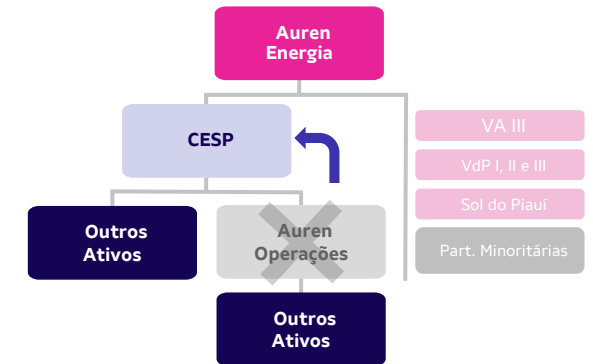 Auren
Energia
CESP
VA III
VdP I, II e III
Sol do Piauí
Part. Minoritárias
Outros
Ativos
Auren
Operações
Outros
Ativos